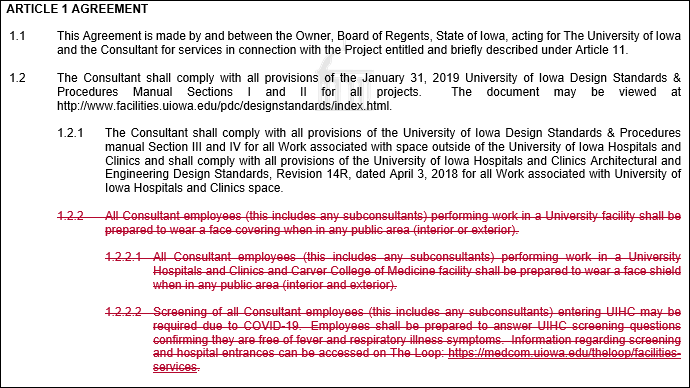 ARTICLE 1 AGREEMENT
1.1 This Agreement is made by and between the Owner, Board of Regents, State of Iowa, acting for The University of Iowa
and the Consultant for services in connection with the Project entitled and briefly described under Article 11.
1.2 The Consultant shall comply with all provisions of the January 31, 2019 University of Iowa Design Standards &
Procedures Manual Sections I and II for all projects. The document may be viewed at
http://www.facilities.uiowa.edu/pdc/designstandards/index.html.
1.2.1 The Consultant shall comply with all provisions of the University of Iowa Design Standards & Procedures
manual Section III and IV for all Work associated with space outside of the University of Iowa Hospitals and
Clinics and shall comply with all provisions of the University of Iowa Hospitals and Clinics Architectural and
Engineering Design Standards, Revision 14R, dated April 3, 2018 for all Work associated with University of
Iowa Hospitals and Clinics space.
1.2.2 All Consultant employees (this includes any subconsultants) performing work in a University facility shall be
prepared to wear a face covering when in any public area (interior or exterior).
1.2.2.1 All Consultant employees (this includes any subconsultants) performing work in a University
Hospitals and Clinics and Carver College of Medicine facility shall be prepared to wear a face shield
when in any public area (interior and exterior).
1.2.2.2 Screening of all Consultant employees (this includes any subconsultants) entering UIHC may be
required due to COVID-19. Employees shall be prepared to answer UIHC screening questions
confirming they are free of fever and respiratory illness symptoms. Information regarding screening
and hospital entrances can be accessed on The Loop: https://medcom.uiowa.edu/theloop/facilities-
services.